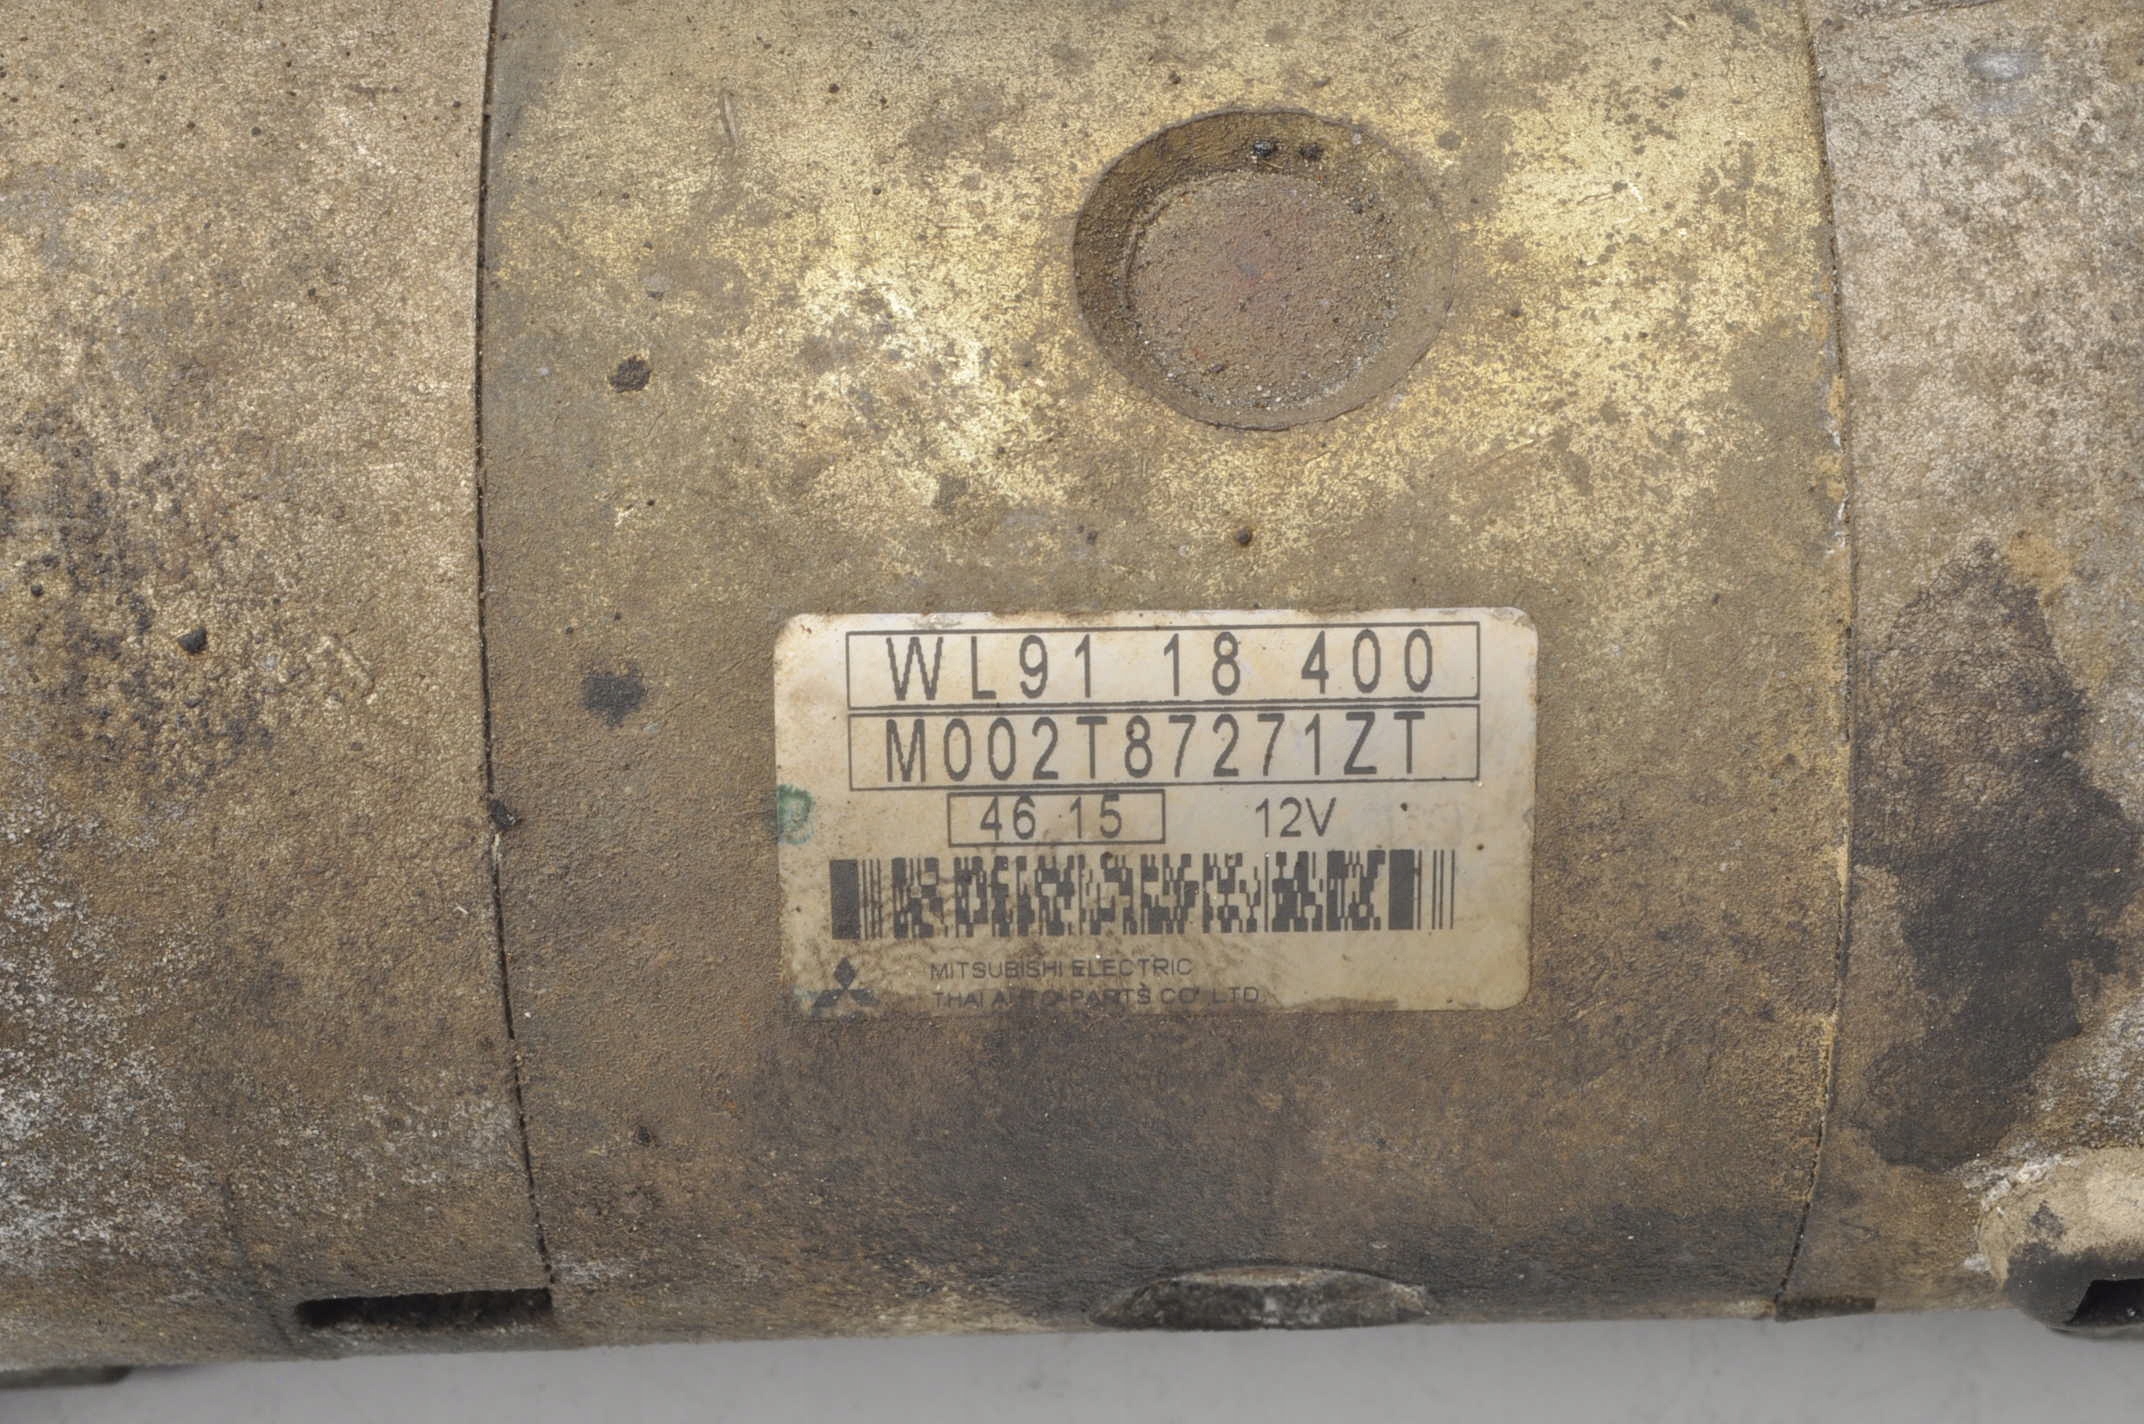 WL91 18 400
M002T87271ZT
46 15 12V
MITSUBISHI ELECTRIC
THAI AUTO-PARTS CO LTD